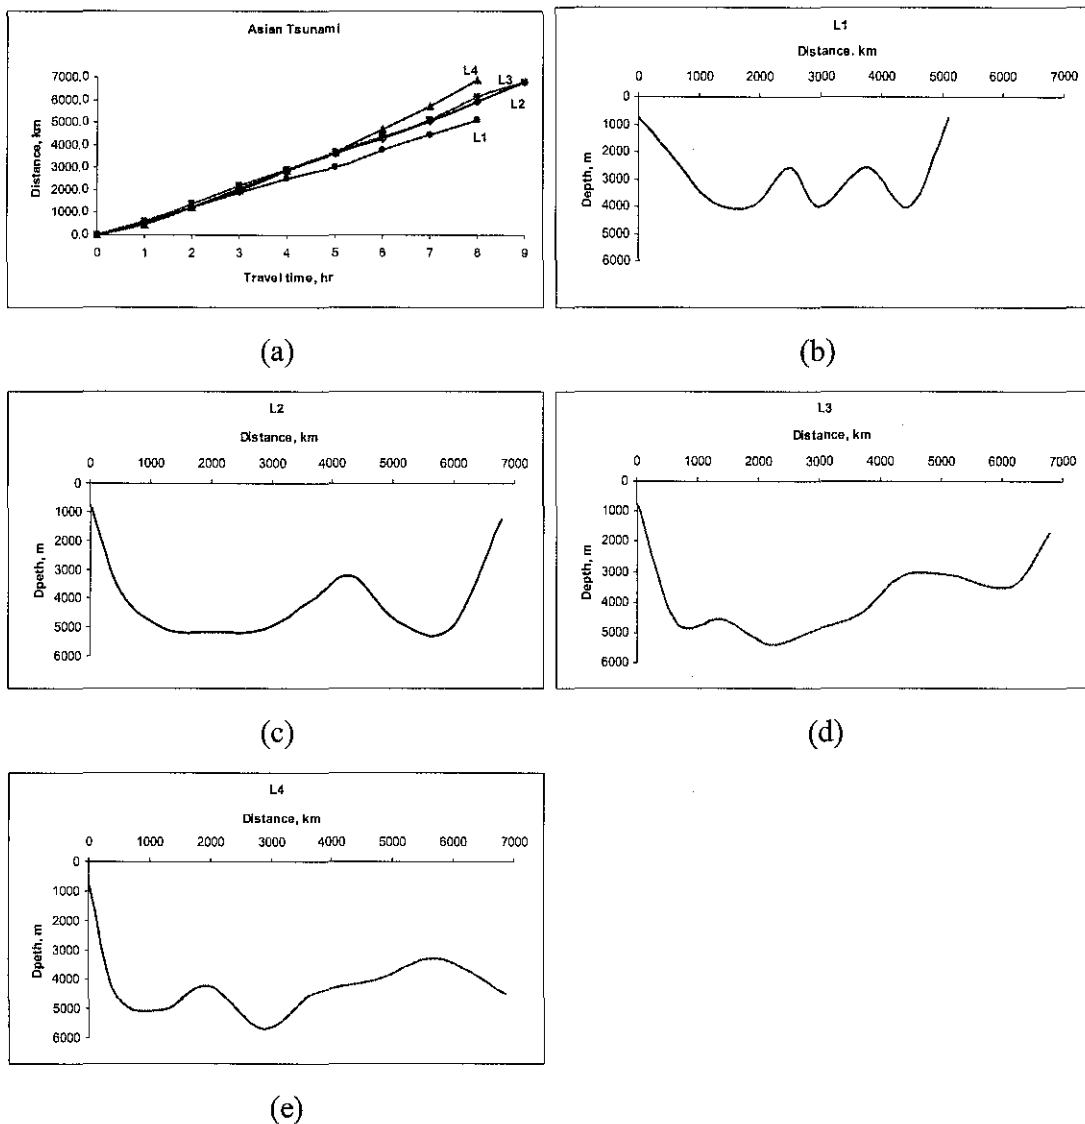 Asian Tsunami
Distance, km
7000.0
6000.0
5000.0
4000.0
3000.0
2000.0
1000.0
0.0
0 1 2 3 4 5 6 7 8 9
Travel time, hr
L4
L3
L2
L1
(a)
L1
Distance. km
0 1000 2000 3000 4000 5000 6000 7000
Depth, m
0
1000
2000
3000
4000
5000
6000
(b)
L2
Distance, km
0 1000 2000 3000 4000 5000 6000 7000
Dpeth, m
0
1000
2000
3000
4000
5000
6000
(c)
L3
Distance, km
0 1000 2000 3000 4000 5000 6000 7000
Depth, m
0
1000
2000
3000
4000
5000
6000
(d)
L4
Distance, km
0 1000 2000 3000 4000 5000 6000 7000
Dpeth, m
0
1000
2000
3000
4000
5000
6000
(e)